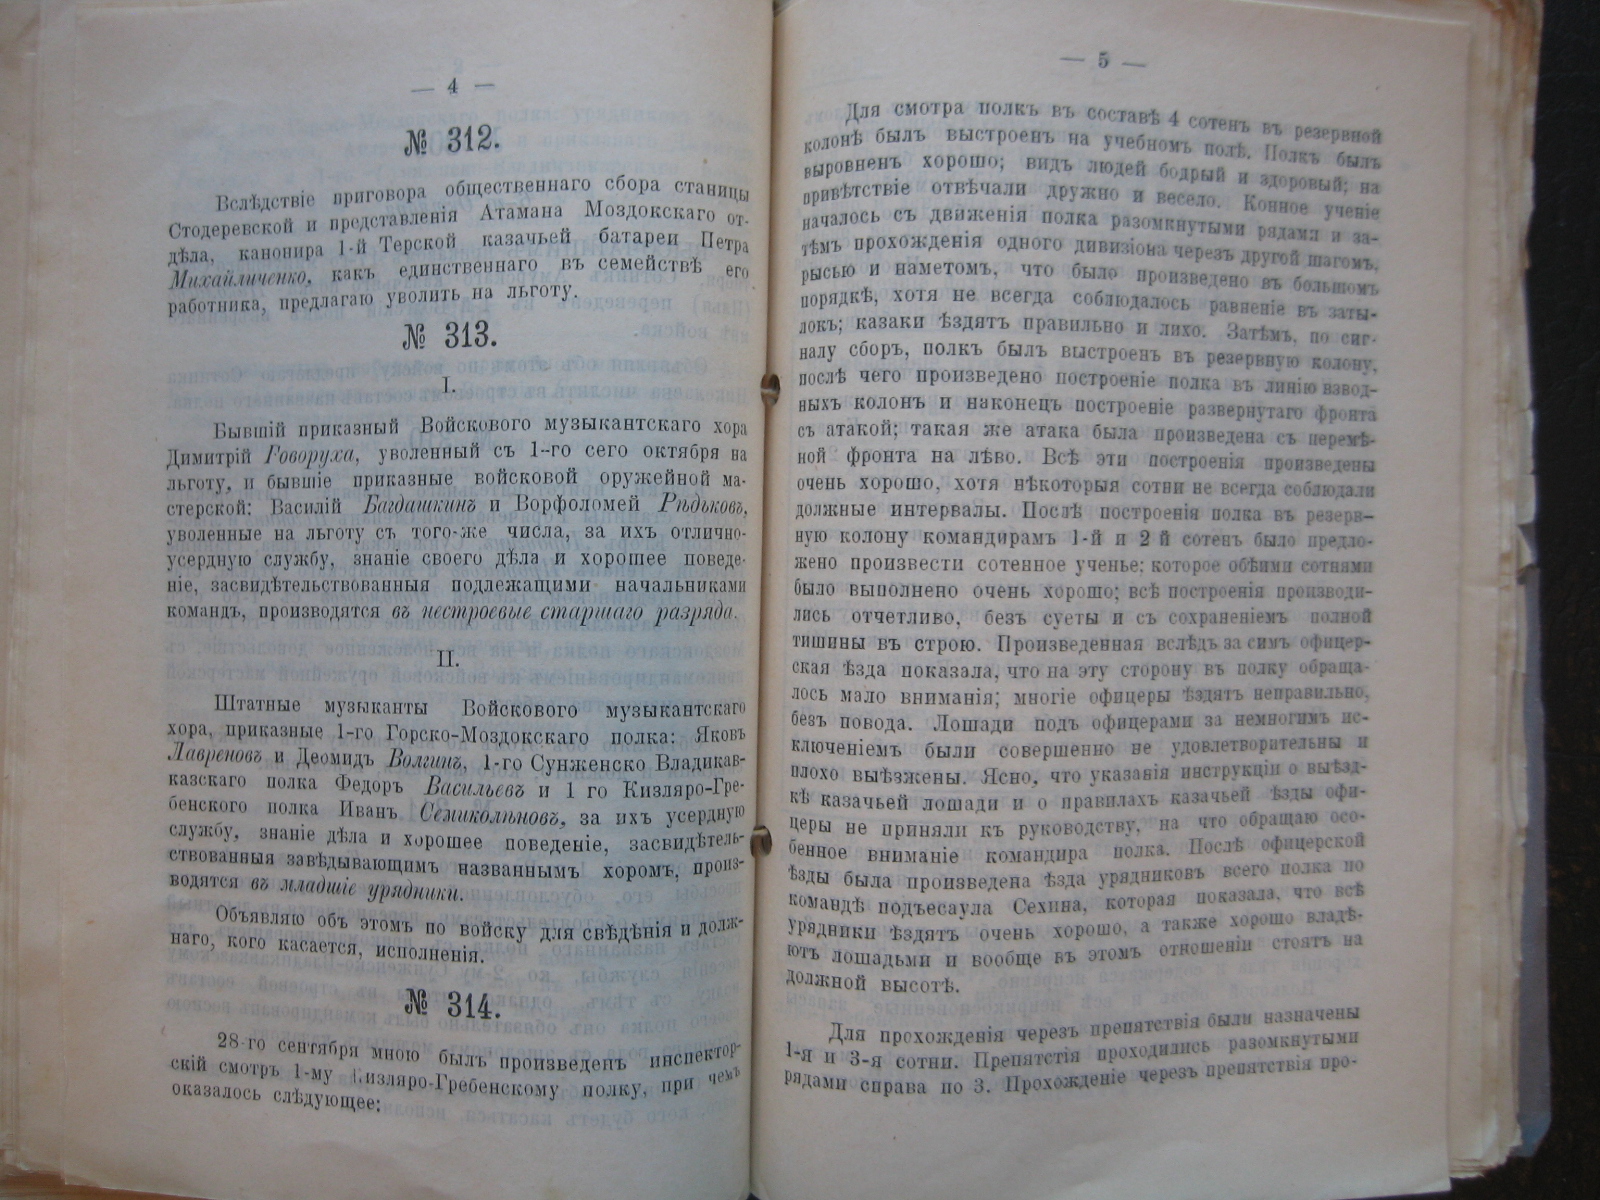 — 4 —
№ 312.
Вслѣдствіе приговора общественнаго сбора станицы
Стодеревской и представленія Атамана Моздокскаго от-
дѣла, канонира 1-й Терской казачьей батареи Петра
Михайличенко, какъ единственнаго въ семействѣ его
работника, предлагаю уволить на льготу.
№ 313.
I.
Бывшій приказный Войскового музыкантскаго хора
Димитрій Говоруха, уволенный съ 1-го сего октября на
льготу, и бывшіе приказные войсковой оружейной ма-
стерской: Василій Багдашкинъ и Ворфоломей Рѣдьковъ,
уволенные на льготу съ того-же числа, за ихъ отлично-
усердную службу, знаніе своего дѣла и хорошее поведе-
ніе, засвидѣтельствованныя подлежащими начальниками
командъ, производятся въ нестроевые старшаго разряда.
II.
Штатные музыканты Войскового музыкантскаго
хора, приказные 1-го Горско-Моздокскаго полка: Яковъ
Лавреновъ и Деомидъ Волгинъ, 1-го Сунженско Владикав-
казскаго полка Федоръ Васильевъ и 1 го Кизляро-Гре-
бенского полка Иванъ Семиколѣновъ, за ихъ усердную
службу, знаніе дѣла и хорошее поведеніе, засвидѣтель-
ствованныя завѣдывающимъ названнымъ хоромъ, произ-
водятся въ младшіе урядники.
Объявляю объ этомъ по войску для свѣдѣнія и долж-
наго, кого касается, исполненія.
№ 314.
28-го сентября мною былъ произведенъ инспектор-
скій смотръ 1-му Кизляро-Гребенскому полку, при чемъ
оказалось слѣдующее:
— 5 —
Для смотра полкъ въ составѣ 4 сотенъ въ резервной
колонѣ былъ выстроенъ на учебномъ полѣ. Полкъ былъ
выровненъ хорошо; видъ людей бодрый и здоровый; на
привѣтствіе отвѣчали дружно и весело. Конное ученіе
началось съ движенія полка разомкнутыми рядами и за-
тѣмъ прохожденія одного дивизіона черезъ другой шагомъ,
рысью и наметомъ, что было произведено въ большомъ
порядкѣ, хотя не всегда соблюдалось равненіе въ заты-
локъ; казаки ѣздятъ правильно и лихо. Затѣмъ, по сиг-
налу сборъ, полкъ былъ выстроенъ въ резервную колону,
послѣ чего произведено построеніе полка въ линію взвод-
ныхъ колонъ и наконецъ построеніе развернутаго фронта
съ атакой; такая же атака была произведена съ перемѣ-
ной фронта на лѣво. Всѣ эти построенія произведены
очень хорошо, хотя нѣкоторыя сотни не всегда соблюдали
должные интервалы. Послѣ построенія полка въ резерв-
ную колону командирамъ 1-й и 2 й сотенъ было предло-
жено произвести сотенное ученье: которое обѣими сотнями
было выполнено очень хорошо; всѣ построенія производи-
лись отчетливо, безъ суеты и съ сохраненіемъ полной
тишины въ строю. Произведенная вслѣдъ за симъ офицер-
ская ѣзда показала, что на эту сторону въ полку обраща-
лось мало вниманія; многіе офицеры ѣздятъ неправильно,
безъ повода. Лошади подъ офицерами за немногимъ ис-
ключеніемъ были совершенно не удовлетворительны и
плохо выѣзжены. Ясно, что указанія инструкціи о выѣзд-
кѣ казачьей лошади и о правилахъ казачьей ѣзды офи-
церы не приняли къ руководству, на что обращаю осо-
бенное вниманіе командира полка. Послѣ офицерской
ѣзды была произведена ѣзда урядниковъ всего полка по
командѣ подъесаула Сехина, которая показала, что всѣ
урядники ѣздятъ очень хорошо, а также хорошо владѣ-
ютъ лошадьми и вообще въ этомъ отношеніи стоятъ на
должной высотѣ.
Для прохожденія черезъ препятствія были назначены
1-я и 3-я сотни. Препятстія проходились разомкнутыми
рядами справа по 3. Прохожденіе черезъ препятствія про-